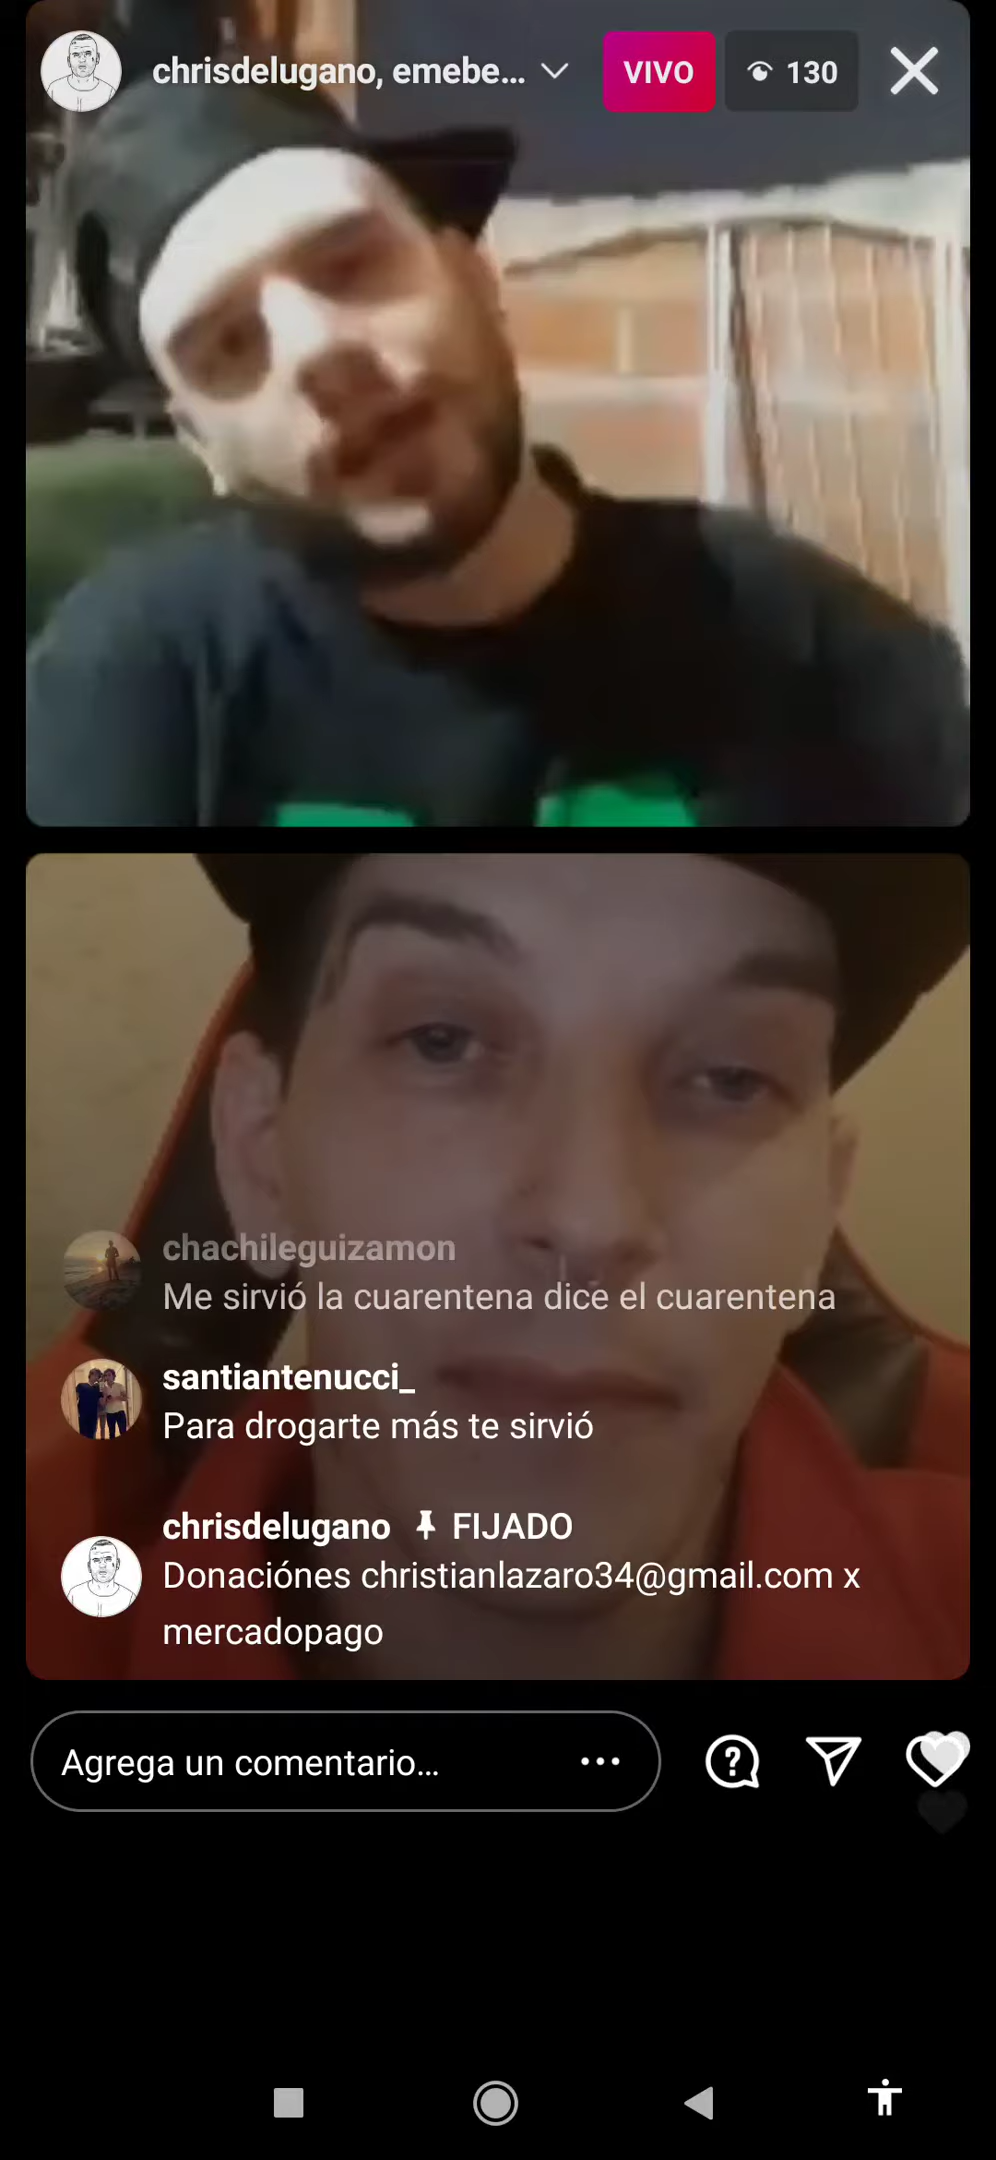 chrisdelugano, emebe...
VIVO
130
chachileguizamon
Me sirvió la cuarentena dice el cuarentena
santiantenucci_
Para drogarte más te sirvió
chrisdelugano FIJADO
Donaciónes christianlazaro34@gmail.com x
mercadopago
Agrega un comentario...